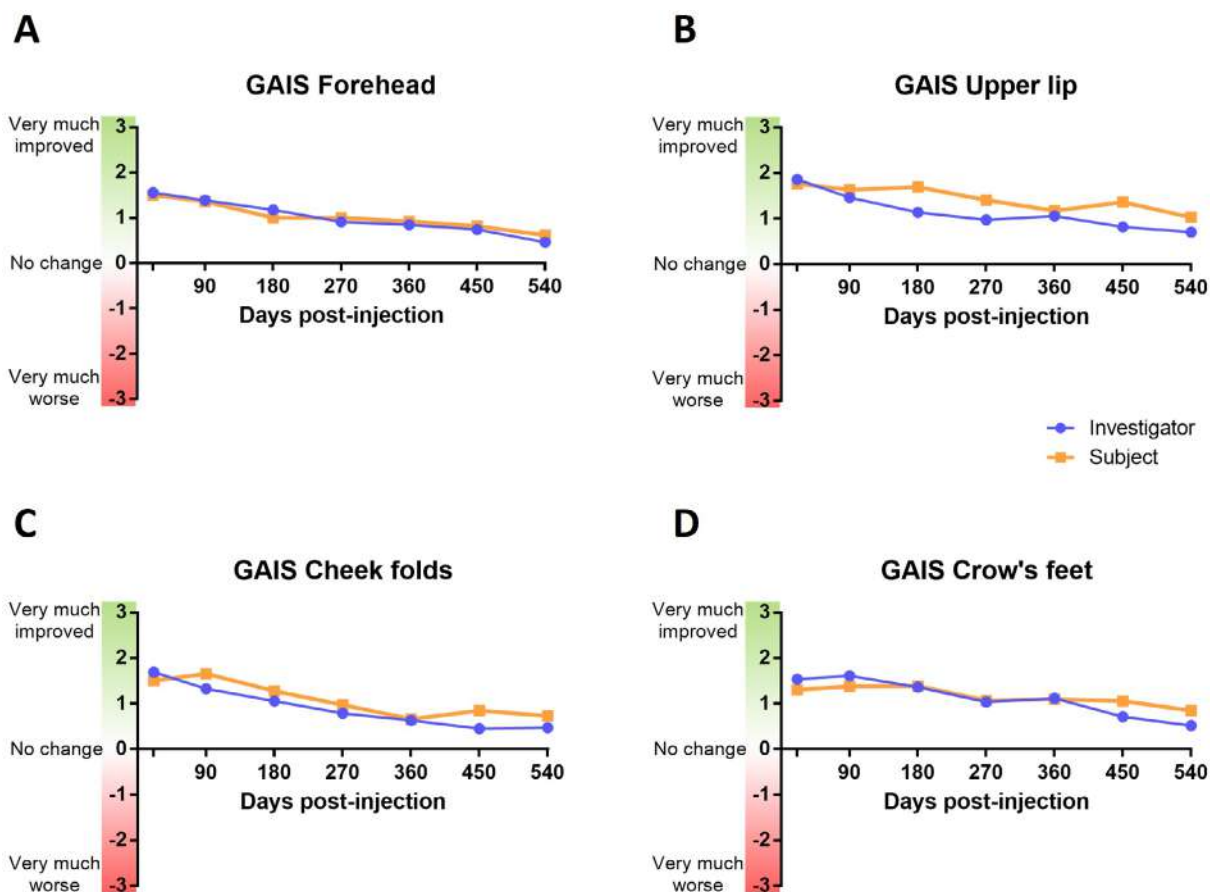 A
GAIS Forehead
Very much
improved
3
2
1
No change
0
90 180 270 360 450 540
Days post-injection
-1
-2
Very much
worse
-3
B
GAIS Upper lip
Very much
improved
3
2
1
No change
0
90 180 270 360 450 540
Days post-injection
-1
-2
Very much
worse
-3
Investigator
Subject
C
GAIS Cheek folds
Very much
improved
3
2
1
No change
0
90 180 270 360 450 540
Days post-injection
-1
-2
Very much
worse
-3
D
GAIS Crow's feet
Very much
improved
3
2
1
No change
0
90 180 270 360 450 540
Days post-injection
-1
-2
Very much
worse
-3